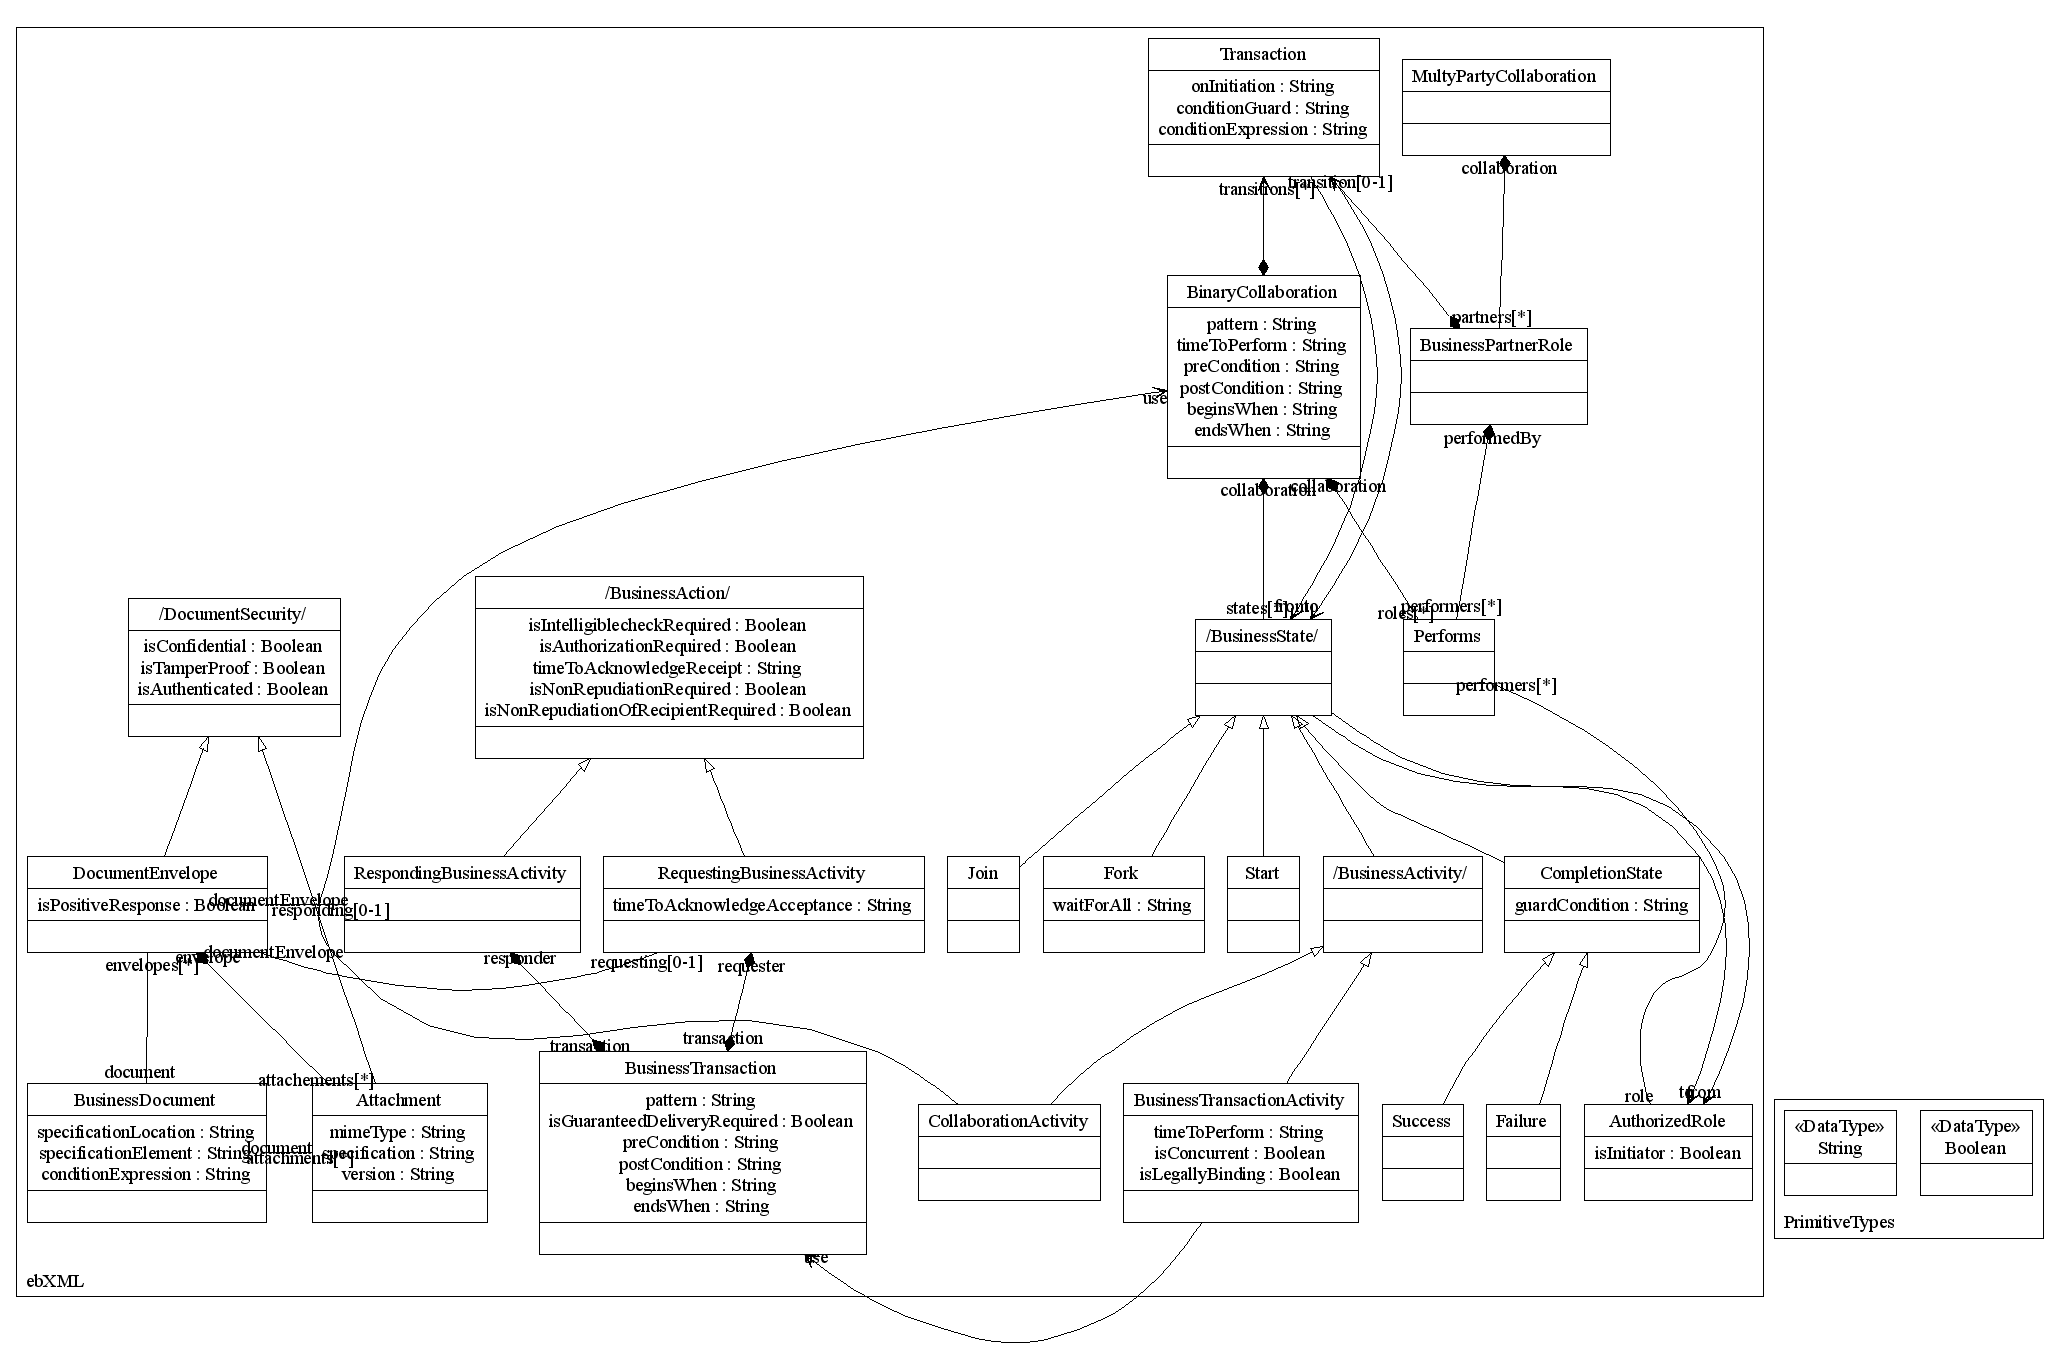 Transaction
onInitiation : String
conditionGuard : String
conditionExpression : String
MultyPartyCollaboration
collaboration
transitions[*]
transition[0-1]
BinaryCollaboration
pattern : String
timeToPerform : String
preCondition : String
postCondition : String
beginsWhen : String
endsWhen : String
partners[*]
BusinessPartnerRole
use
performedBy
collaboration
collaboration
/DocumentSecurity/
isConfidential : Boolean
isTamperProof : Boolean
isAuthenticated : Boolean
/BusinessAction/
isIntelligiblecheckRequired : Boolean
isAuthorizationRequired : Boolean
timeToAcknowledgeReceipt : String
isNonRepudiationRequired : Boolean
isNonRepudiationOfRecipientRequired : Boolean
states[*]
from
to
/BusinessState/
roles[*]
performers[*]
Performs
performers[*]
DocumentEnvelope
isPositiveResponse : Boolean
documentEnvelope
responding[0-1]
RespondingBusinessActivity
RequestingBusinessActivity
timeToAcknowledgeAcceptance : String
Join
Fork
waitForAll : String
Start
/BusinessActivity/
CompletionState
guardCondition : String
envelopes[*]
envelope
documentEnvelope
responder
requesting[0-1]
requester
transaction
transaction
document
attachements[*]
BusinessDocument
specificationLocation : String
specificationElement : String
conditionExpression : String
document
attachments[*]
Attachment
mimeType : String
specification : String
version : String
BusinessTransaction
pattern : String
isGuaranteedDeliveryRequired : Boolean
preCondition : String
postCondition : String
beginsWhen : String
endsWhen : String
use
CollaborationActivity
BusinessTransactionActivity
timeToPerform : String
isConcurrent : Boolean
isLegallyBinding : Boolean
Success
Failure
role
to
from
AuthorizedRole
isInitiator : Boolean
«DataType»
String
«DataType»
Boolean
PrimitiveTypes
ebXML